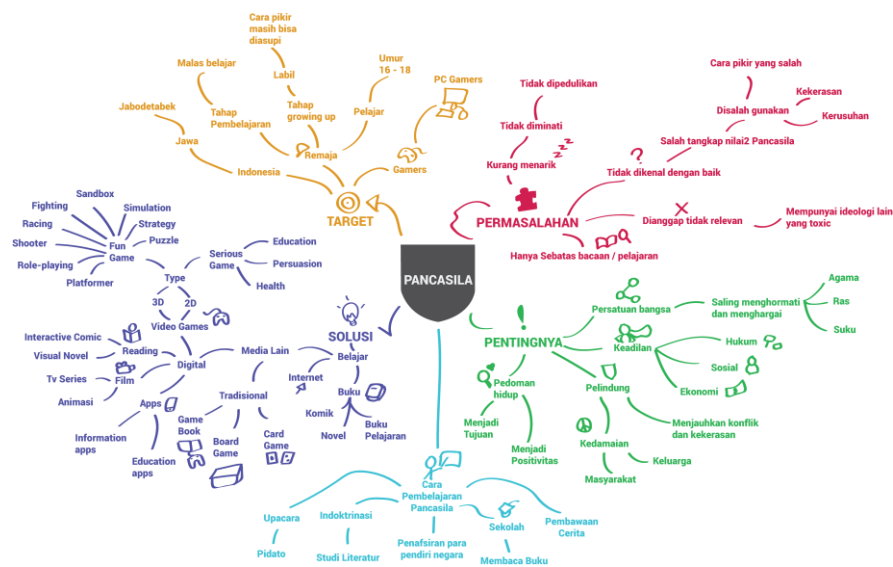 Cara pikir
masih bisa
diasupi
Malas belajar
Labil
Umur
16 - 18
PC Gamers
Jabodetabek
Tahap
Pembelajaran
Tahap
growing up
Pelajar
Jawa
Remaja
Indonesia
Gamers
TARGET
Cara pikir yang salah
Tidak dipedulikan
Kekerasan
Disalah gunakan
Kerusuhan
Tidak diminati
Salah tangkap nilai2 Pancasila
Kurang menarik
zzz
?
Tidak dikenal dengan baik
PERMASALAHAN
Dianggap tidak relevan
Mempunyai ideologi lain
yang toxic
Hanya Sebatas bacaan / pelajaran
PANCASILA
Sandbox
Fighting
Simulation
Racing
Strategy
Shooter
Fun
Game
Puzzle
Role-playing
Platformer
Type
Serious
Game
Education
Persuasion
Health
3D
2D
Video Games
Interactive Comic
Reading
Visual Novel
Digital
Tv Series
Film
Animasi
Apps
Information
apps
Education
apps
Media Lain
Tradisional
Game
Book
Board
Game
Card
Game
SOLUSI
Belajar
Internet
Buku
Komik
Novel
Buku
Pelajaran
!
PENTINGNYA
Persatuan bangsa
Saling menghormati
dan menghargai
Agama
Ras
Suku
Keadilan
Hukum
Sosial
Ekonomi
Pedoman
hidup
Menjadi
Tujuan
Menjadi
Positivitas
Pelindung
Menjauhkan konflik
dan kekerasan
Kedamaian
Keluarga
Masyarakat
Cara
Pembelajaran
Pancasila
Upacara
Pidato
Indoktrinasi
Studi Literatur
Penafsiran para
pendiri negara
Sekolah
Membaca Buku
Pembawaan
Cerita